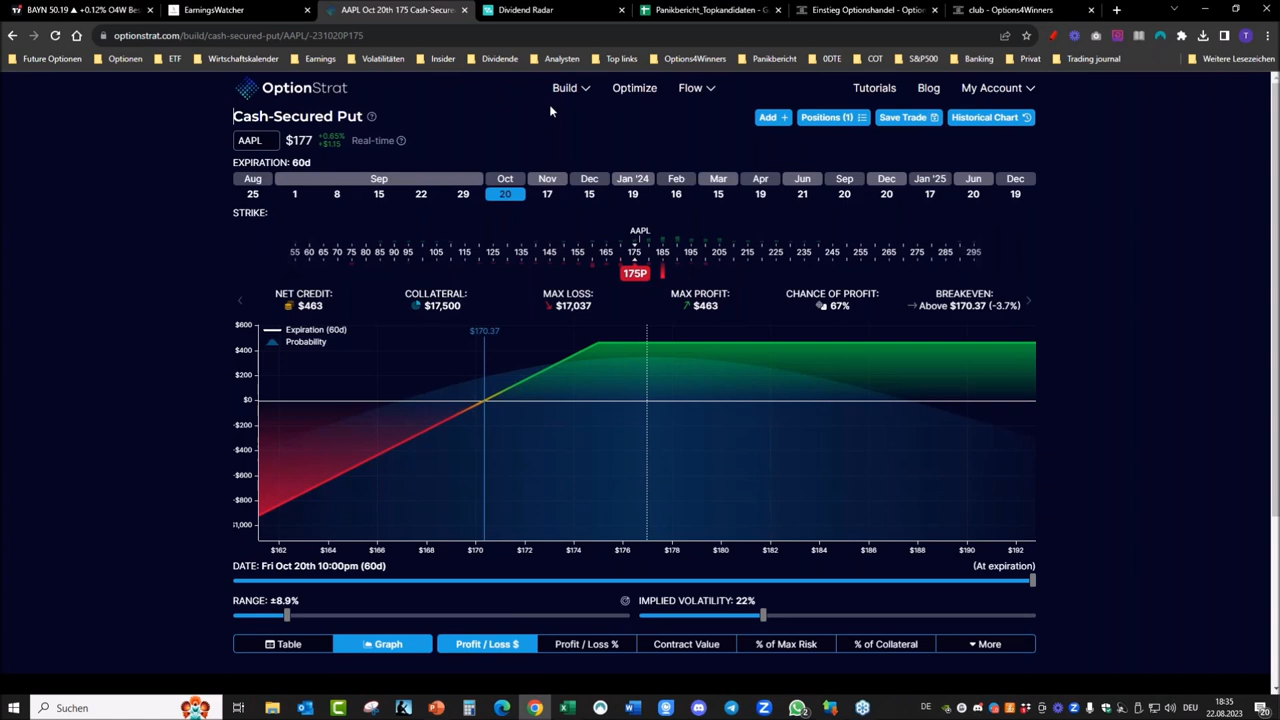 BAYN 50.19 ▲ +0.12% O4W Bes
EarningsWatcher
AAPL Oct 20th 175 Cash-Secure
Dividend Radar
Panikbericht_Topkandidaten - G
Einstieg Optionshandel - Option
club - Options4Winners
optionstrat.com/build/cash-secured-put/AAPL/-231020P175
Future Optionen Optionen ETF Wirtschaftskalender Earnings Volatilitäten Insider Dividende Analysten Top links Options4Winners Panikbericht 0DTE COT S&P500 Banking Privat Trading journal Weitere Lesezeichen
OptionStrat Build Optimize Flow Tutorials Blog My Account
Cash-Secured Put Add + Positions (1) Save Trade Historical Chart
AAPL $177 +0.65% +$1.15 Real-time
EXPIRATION: 60d
Aug Sep Oct Nov Dec Jan '24 Feb Mar Apr Jun Sep Dec Jan '25 Jun Dec
25 1 8 15 22 29 20 17 15 19 16 15 19 21 20 20 17 20 19
STRIKE:
AAPL
55 60 65 70 75 80 85 90 95 105 115 125 135 145 155 165 175 185 195 205 215 225 235 245 255 265 275 285 295
175P
NET CREDIT: COLLATERAL: MAX LOSS: MAX PROFIT: CHANCE OF PROFIT: BREAKEVEN:
$463 $17,500 $17,037 $463 67% Above $170.37 (-3.7%)
$600
Expiration (60d)
$170.37
Probability
$400
$200
$0
-$200
-$400
-$600
-$800
$1,000
$162 $164 $166 $168 $170 $172 $174 $176 $178 $180 $182 $184 $186 $188 $190 $192
DATE: Fri Oct 20th 10:00pm (60d) (At expiration)
RANGE: ±8.9% IMPLIED VOLATILITY: 22%
Table Graph Profit / Loss $ Profit / Loss % Contract Value % of Max Risk % of Collateral More
Suchen
DE
DEU
18:35
22.08.2023
20